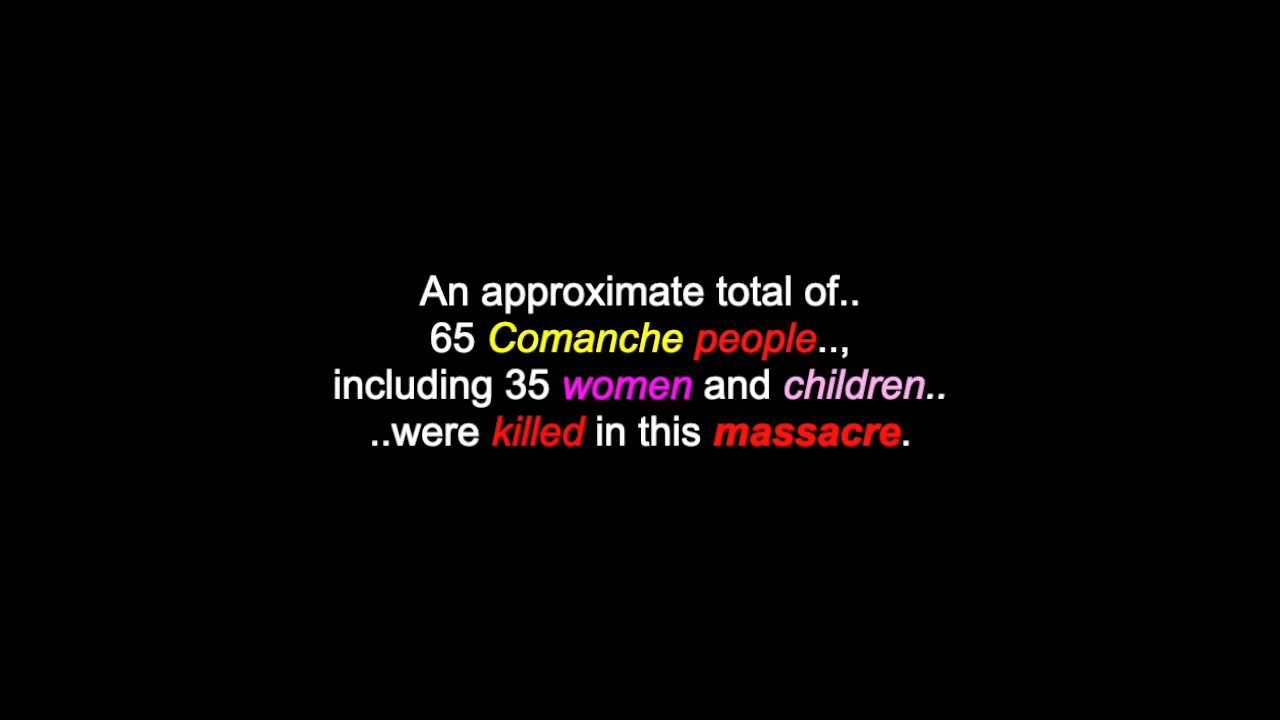 An approximate total of..
65 Comanche people..,
including 35 women and children..
..were killed in this massacre.